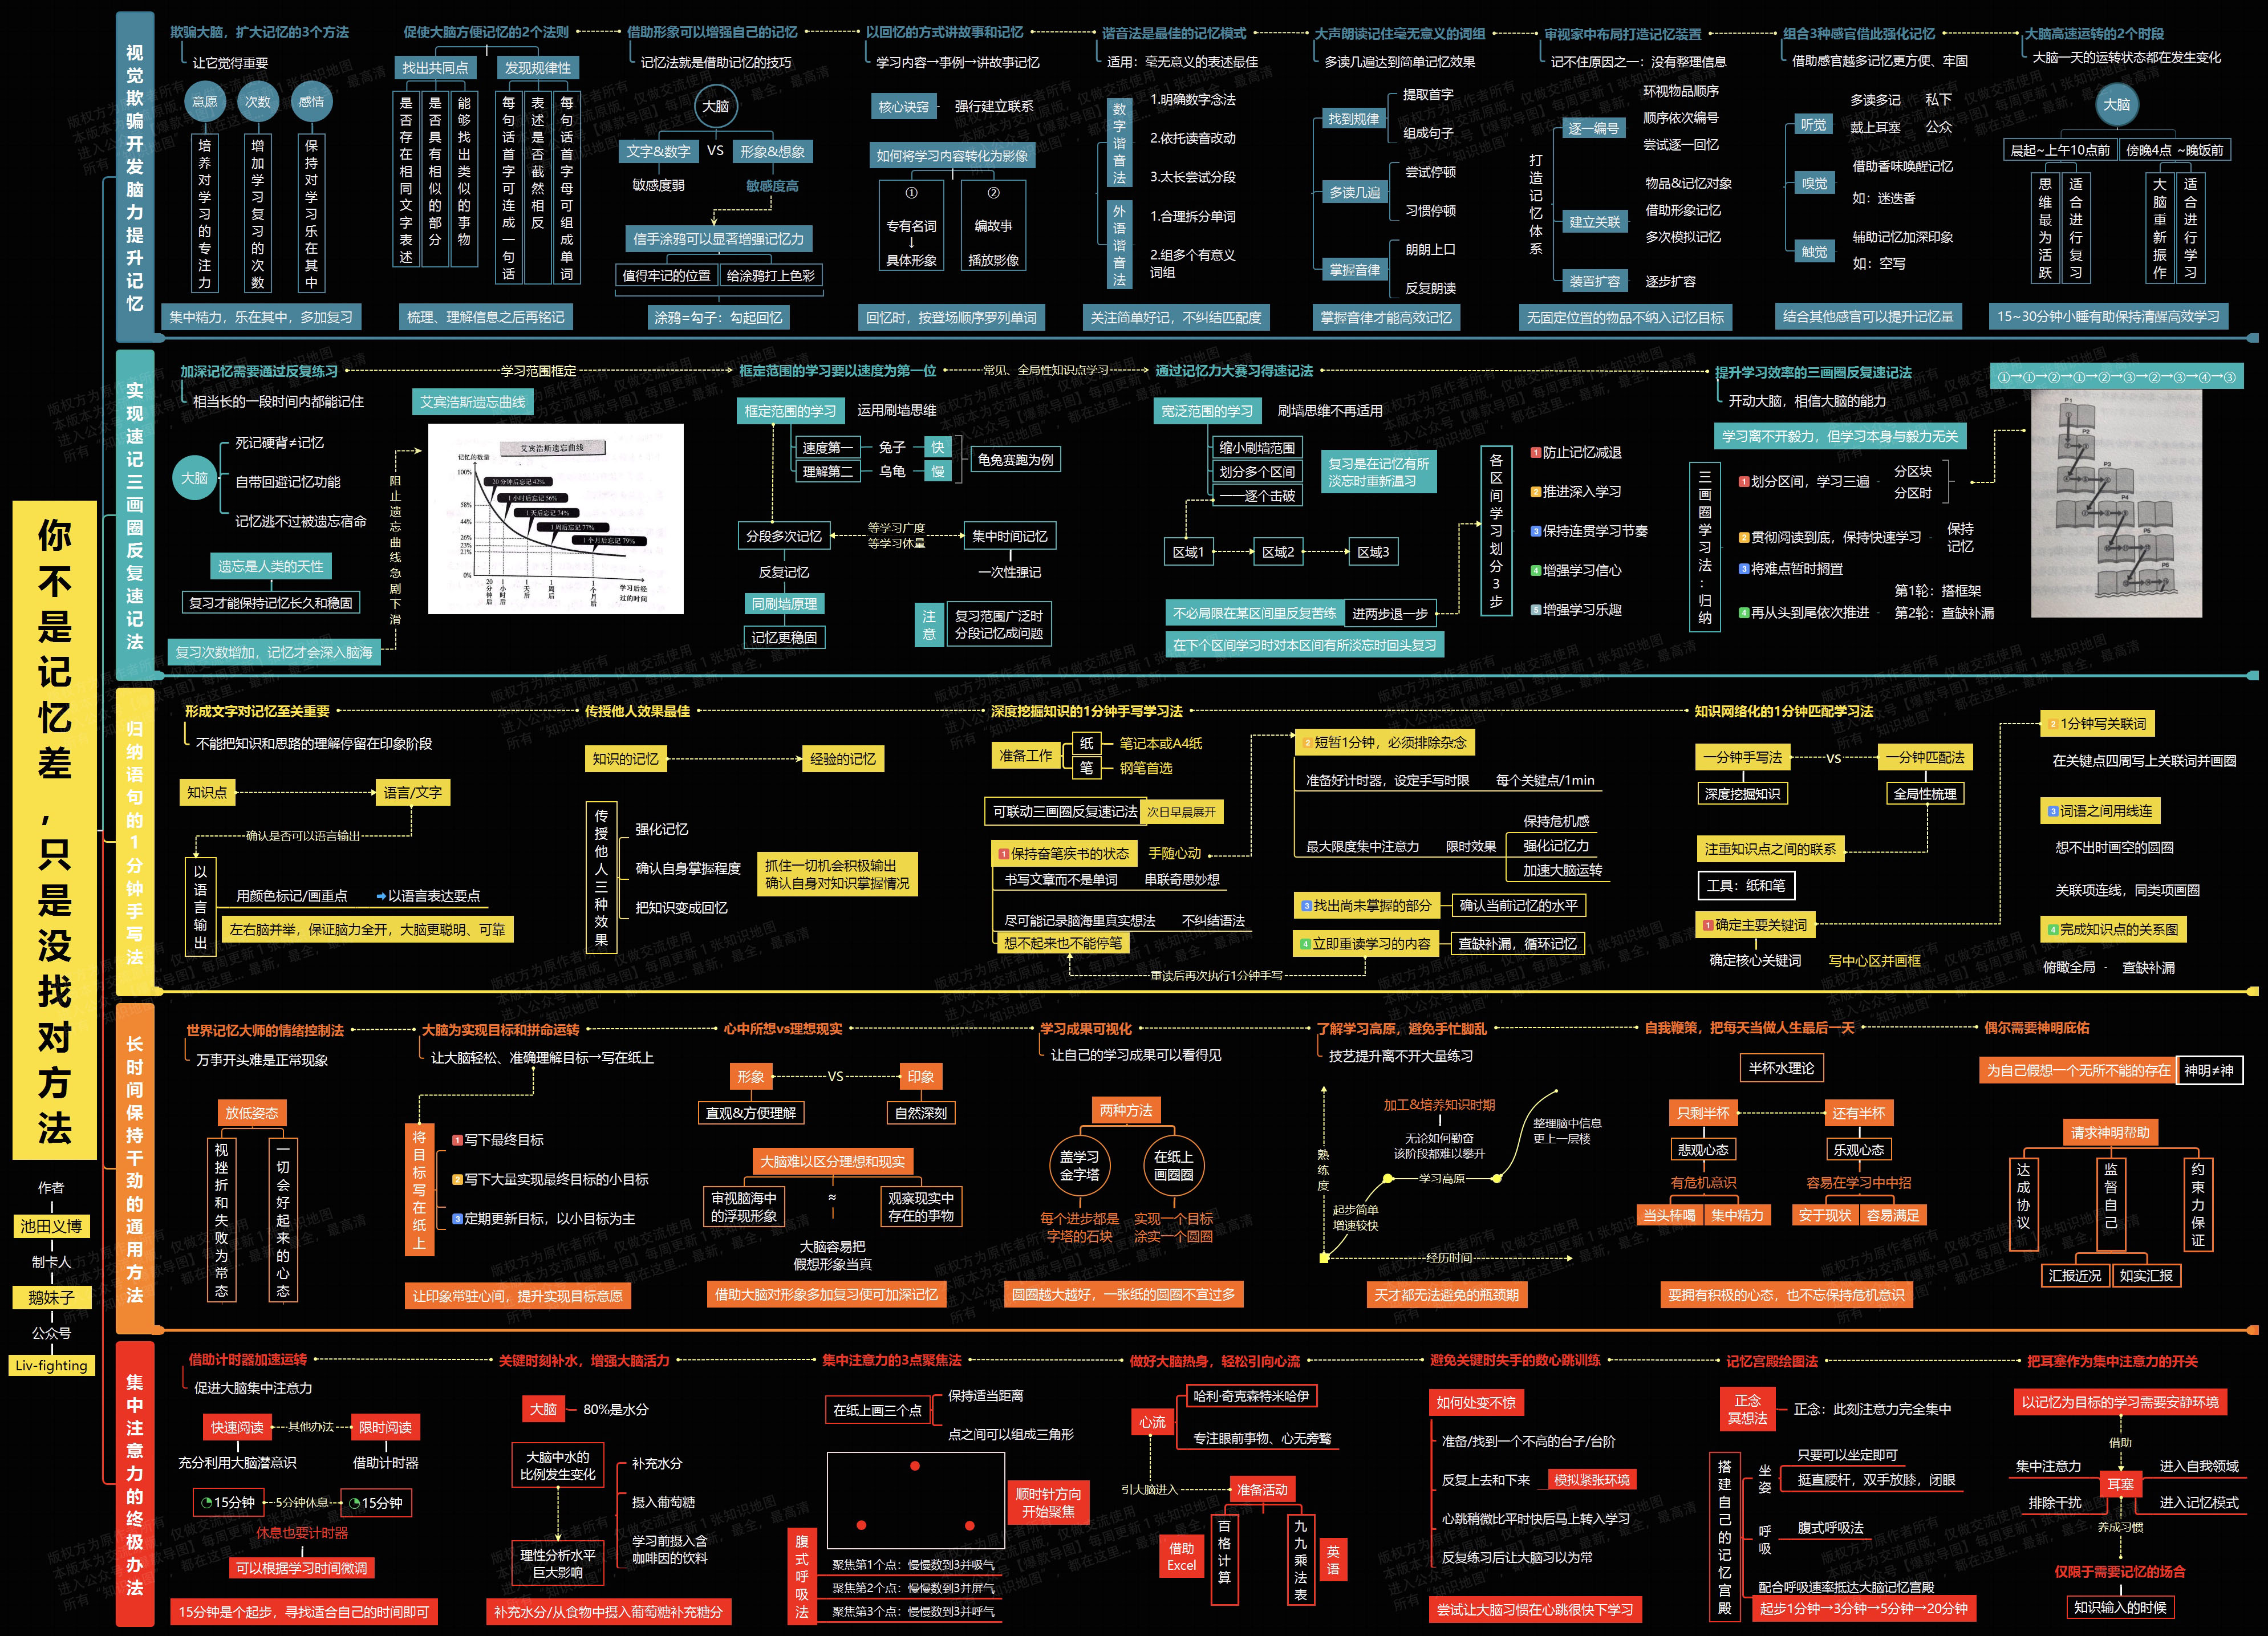 你不是记忆差，只是没找对方法
作者
池田义博
制卡人
鹅妹子
公众号
Liv-fighting
视觉欺骗开发脑力提升记忆
欺骗大脑，扩大记忆的3个方法
让它觉得重要
意愿
次数
感情
培养对学习的专注力
增加学习复习的次数
保持对学习乐在其中
集中精力，乐在其中，多加复习
促使大脑方便记忆的2个法则
找出共同点
发现规律性
是否存在相同文字表述
是否具有相似的部分
能够找出类似的事物
每句话首字可连成一句话
表述是否截然相反
每句话首字母可组成单词
梳理、理解信息之后再铭记
借助形象可以增强自己的记忆
记忆法就是借助记忆的技巧
大脑
文字&数字
VS
形象&想象
敏感度弱
敏感度高
信手涂鸦可以显著增强记忆力
值得牢记的位置
给涂鸦打上色彩
涂鸦=勾子：勾起回忆
以回忆的方式讲故事和记忆
学习内容→事例→讲故事记忆
核心诀窍
强行建立联系
如何将学习内容转化为影像
①
专有名词
↓
具体形象
②
编故事
播放影像
回忆时，按登场顺序罗列单词
谐音法是最佳的记忆模式
适用：毫无意义的表述最佳
数字谐音法
1.明确数字念法
2.依托读音改动
3.太长尝试分段
外语谐音法
1.合理拆分单词
2.组多个有意义
词组
关注简单好记，不纠结匹配度
大声朗读记住毫无意义的词组
多读几遍达到简单记忆效果
找到规律
提取首字
组成句子
多读几遍
尝试停顿
习惯停顿
掌握音律
朗朗上口
反复朗读
掌握音律才能高效记忆
审视家中布局打造记忆装置
记不住原因之一：没有整理信息
打造记忆体系
逐一编号
环视物品顺序
顺序依次编号
尝试逐一回忆
建立关联
物品&记忆对象
借助形象记忆
多次模拟记忆
装置扩容
逐步扩容
无固定位置的物品不纳入记忆目标
组合3种感官借此强化记忆
借助感官越多记忆更方便、牢固
听觉
多读多记
私下
戴上耳塞
公众
嗅觉
借助香味唤醒记忆
如：迷迭香
触觉
辅助记忆加深印象
如：空写
结合其他感官可以提升记忆量
大脑高速运转的2个时段
大脑一天的运转状态都在发生变化
大脑
晨起~上午10点前
傍晚4点 ~晚饭前
思维最为活跃
适合进行复习
大脑重新振作
适合进行学习
15~30分钟小睡有助保持清醒高效学习
实现速记三画圈反复速记法
加深记忆需要通过反复练习
相当长的一段时间内都能记住
大脑
死记硬背≠记忆
自带回避记忆功能
记忆逃不过被遗忘宿命
遗忘是人类的天性
复习才能保持记忆长久和稳固
复习次数增加，记忆才会深入脑海
阻止遗忘曲线急剧下滑
学习范围框定
艾宾浩斯遗忘曲线
艾宾浩斯遗忘曲线
记忆的数量
100%
58%
44%
26%
23%
21%
0%
20 分钟后忘记 42%
1 小时后忘记 56%
1 天后忘记 74%
1 周后忘记 77%
1 个月后忘记 79%
20分钟后
1小时后
1天后
1周后
1个月后
学习后经
过的时间
框定范围的学习要以速度为第一位
框定范围的学习
运用刷墙思维
速度第一
兔子
快
理解第二
乌龟
慢
龟兔赛跑为例
分段多次记忆
等学习广度
等学习体量
集中时间记忆
反复记忆
同刷墙原理
记忆更稳固
一次性强记
注意
复习范围广泛时
分段记忆成问题
常见、全局性知识点学习
通过记忆力大赛习得速记法
宽泛范围的学习
刷墙思维不再适用
缩小刷墙范围
划分多个区间
一一逐个击破
复习是在记忆有所
淡忘时重新温习
区域1
区域2
区域3
不必局限在某区间里反复苦练
进两步退一步
在下个区间学习时对本区间有所淡忘时回头复习
各区间学习划分3步
1 防止记忆减退
2 推进深入学习
3 保持连贯学习节奏
4 增强学习信心
5 增强学习乐趣
提升学习效率的三画圈反复速记法
开动大脑，相信大脑的能力
①→①→②→①→②→③→②→③→④→③
学习离不开毅力，但学习本身与毅力无关
三画圈学习法：归纳
1 划分区间，学习三遍
分区块
分区时
2 贯彻阅读到底，保持快速学习
保持
记忆
3 将难点暂时搁置
4 再从头到尾依次推进
第1轮：搭框架
第2轮：查缺补漏
P1
P2
P3
P4
P5
P6
归纳语句的1分钟手写法
形成文字对记忆至关重要
不能把知识和思路的理解停留在印象阶段
知识点
语言/文字
确认是否可以语言输出
以语言输出
用颜色标记/画重点
➡以语言表达要点
左右脑并举，保证脑力全开，大脑更聪明、可靠
传授他人效果最佳
知识的记忆
经验的记忆
传授他人三种效果
强化记忆
确认自身掌握程度
把知识变成回忆
抓住一切机会积极输出
确认自身对知识掌握情况
深度挖掘知识的1分钟手写学习法
准备工作
纸
笔记本或A4纸
笔
钢笔首选
可联动三画圈反复速记法
次日早晨展开
1 保持奋笔疾书的状态
手随心动
书写文章而不是单词
串联奇思妙想
尽可能记录脑海里真实想法
不纠结语法
想不起来也不能停笔
重读后再次执行1分钟手写
2 短暂1分钟，必须排除杂念
准备好计时器，设定手写时限
每个关键点/1min
最大限度集中注意力
限时效果
保持危机感
强化记忆力
加速大脑运转
3 找出尚未掌握的部分
确认当前记忆的水平
4 立即重读学习的内容
查缺补漏，循环记忆
知识网络化的1分钟匹配学习法
一分钟手写法
VS
一分钟匹配法
深度挖掘知识
全局性梳理
注重知识点之间的联系
工具：纸和笔
1 确定主要关键词
确定核心关键词
写中心区并画框
2 1分钟写关联词
在关键点四周写上关联词并画圈
3 词语之间用线连
想不出时画空的圆圈
关联项连线，同类项画圈
4 完成知识点的关系图
俯瞰全局
查缺补漏
长时间保持干劲的通用方法
世界记忆大师的情绪控制法
万事开头难是正常现象
放低姿态
视挫折和失败为常态
一切会好起来的心态
大脑为实现目标和拼命运转
让大脑轻松、准确理解目标→写在纸上
将目标写在纸上
1 写下最终目标
2 写下大量实现最终目标的小目标
3 定期更新目标，以小目标为主
让印象常驻心间，提升实现目标意愿
心中所想vs理想现实
形象
VS
印象
直观&方便理解
自然深刻
大脑难以区分理想和现实
审视脑海中
的浮现形象
≈
观察现实中
存在的事物
大脑容易把
假想形象当真
借助大脑对形象多加复习便可加深记忆
学习成果可视化
让自己的学习成果可以看得见
两种方法
盖学习
金字塔
在纸上
画圈圈
每个进步都是
字塔的石块
实现一个目标
涂实一个圆圈
圆圈越大越好，一张纸的圆圈不宜过多
了解学习高原，避免手忙脚乱
技艺提升离不开大量练习
熟练度
加工&培养知识时期
无论如何勤奋
该阶段都难以攀升
学习高原
起步简单
增速较快
整理脑中信息
更上一层楼
经历时间
天才都无法避免的瓶颈期
自我鞭策，把每天当做人生最后一天
半杯水理论
只剩半杯
还有半杯
悲观心态
乐观心态
有危机意识
容易在学习中中招
当头棒喝
集中精力
安于现状
容易满足
要拥有积极的心态，也不忘保持危机意识
偶尔需要神明庇佑
为自己假想一个无所不能的存在
神明≠神
请求神明帮助
达成协议
监督自己
约束力保证
汇报近况
如实汇报
集中注意力的终极办法
借助计时器加速运转
促进大脑集中注意力
快速阅读
其他办法
限时阅读
充分利用大脑潜意识
借助计时器
15分钟
5分钟休息
15分钟
休息也要计时器
可以根据学习时间微调
15分钟是个起步，寻找适合自己的时间即可
关键时刻补水，增强大脑活力
大脑
80%是水分
大脑中水的
比例发生变化
理性分析水平
巨大影响
补充水分
摄入葡萄糖
学习前摄入含
咖啡因的饮料
补充水分/从食物中摄入葡萄糖补充糖分
集中注意力的3点聚焦法
在纸上画三个点
保持适当距离
点之间可以组成三角形
顺时针方向
开始聚焦
腹式呼吸法
聚焦第1个点：慢慢数到3并吸气
聚焦第2个点：慢慢数到3并屏气
聚焦第3个点：慢慢数到3并呼气
做好大脑热身，轻松引向心流
心流
哈利·奇克森特米哈伊
专注眼前事物、心无旁骛
引大脑进入
准备活动
借助
Excel
百格计算
九九乘法表
英语
避免关键时失手的数心跳训练
如何处变不惊
准备/找到一个不高的台子/台阶
反复上去和下来
模拟紧张环境
心跳稍微比平时快后马上转入学习
反复练习后让大脑习以为常
尝试让大脑习惯在心跳很快下学习
记忆宫殿绘图法
正念
冥想法
正念：此刻注意力完全集中
搭建自己的记忆宫殿
坐姿
只要可以坐定即可
挺直腰杆，双手放膝，闭眼
呼吸
腹式呼吸法
配合呼吸速率抵达大脑记忆宫殿
起步1分钟→3分钟→5分钟→20分钟
把耳塞作为集中注意力的开关
以记忆为目标的学习需要安静环境
借助
耳塞
集中注意力
排除干扰
进入自我领域
进入记忆模式
养成习惯
仅限于需要记忆的场合
知识输入的时候
版权方为原作者所有
本版本为交流原版，仅做交流使用
进入公众号【爆款导图】每周更新 1 张知识地图
所有 “知识地图” ，都在这里... 最新，最全，最高清